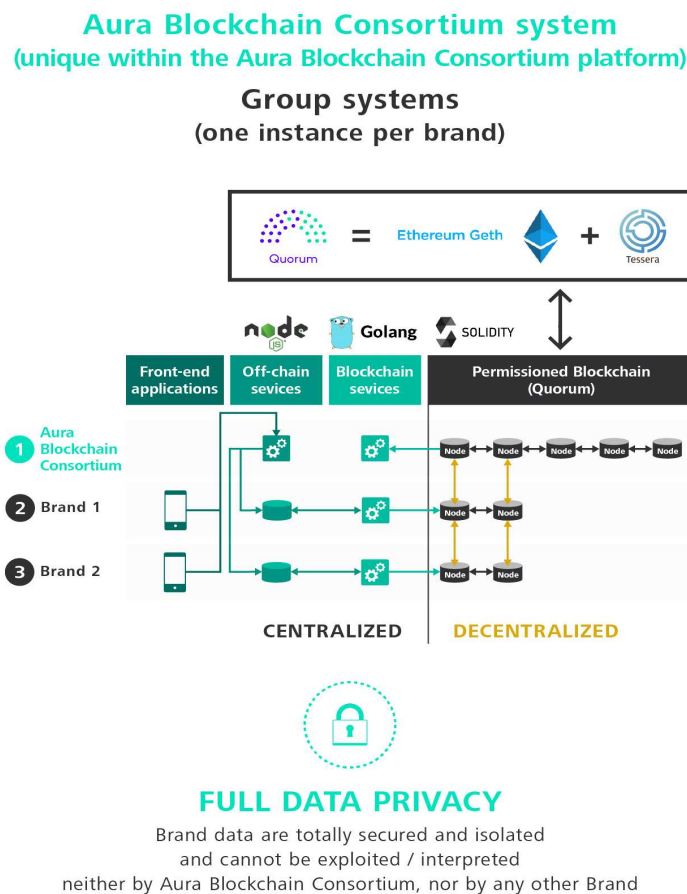 Aura Blockchain Consortium system
(unique within the Aura Blockchain Consortium platform)
Group systems
(one instance per brand)
Quorum
=
Ethereum Geth
+
Tessera
node
JS
Golang
SOLIDITY
Front-end
applications
Off-chain
sevices
Blockchain
sevices
Permissioned Blockchain
(Quorum)
1
Aura
Blockchain
Consortium
Node
Node
Node
Node
Node
2
Brand 1
Node
Node
3
Brand 2
Node
Node
CENTRALIZED
DECENTRALIZED
FULL DATA PRIVACY
Brand data are totally secured and isolated
and cannot be exploited / interpreted
neither by Aura Blockchain Consortium, nor by any other Brand